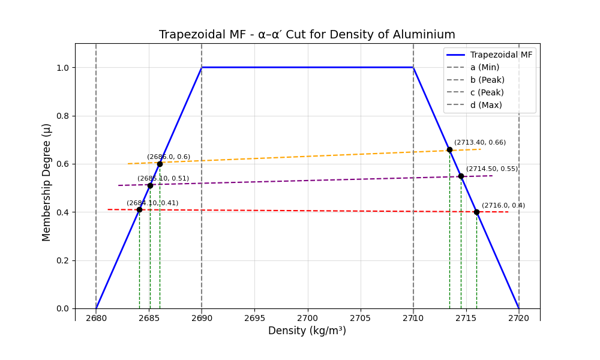 Trapezoidal MF - α–α′ Cut for Density of Aluminium
Membership Degree (μ)
1.0
0.8
0.6
0.4
0.2
0.0
Trapezoidal MF
a (Min)
b (Peak)
c (Peak)
d (Max)
(2686.0, 0.6)
(2685.10, 0.51)
(2684.10, 0.41)
(2713.40, 0.66)
(2714.50, 0.55)
(2716.0, 0.4)
2680
2685
2690
2695
2700
2705
2710
2715
2720
Density (kg/m³)